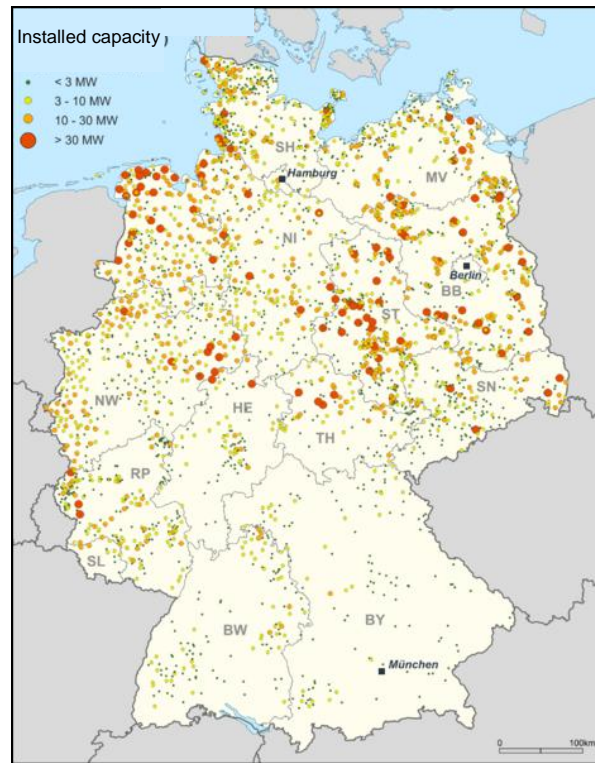 Installed capacity
< 3 MW
3 - 10 MW
10 - 30 MW
> 30 MW
SH
Hamburg
MV
NI
Berlin
BB
ST
NW
HE
SN
TH
RP
SL
BW
BY
München
0 100km